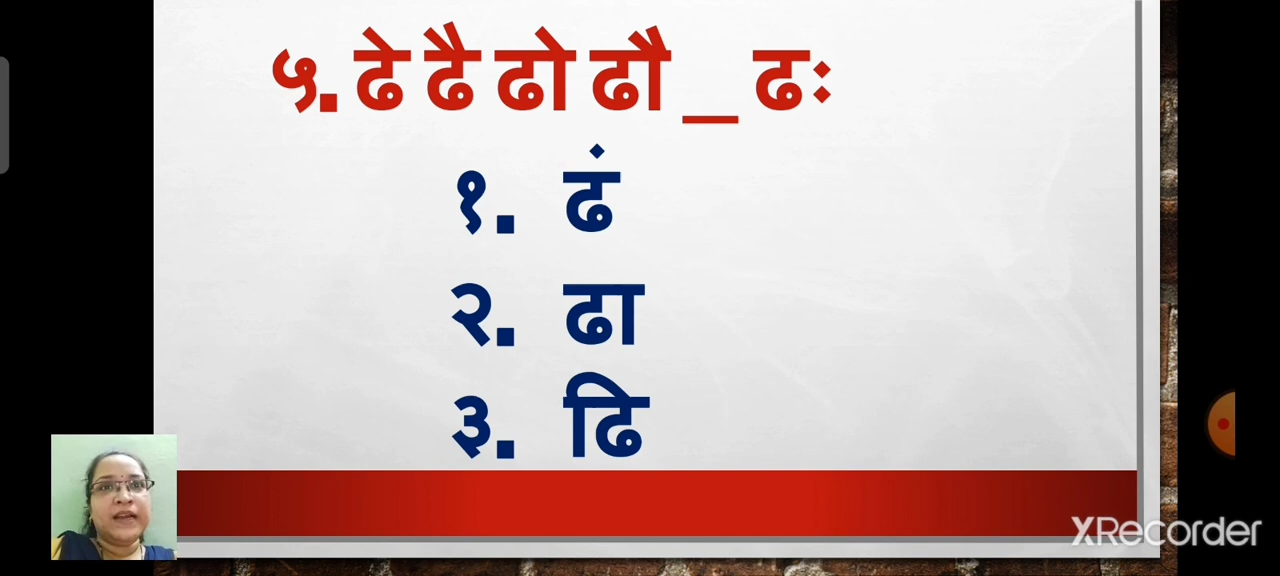 ५. ढे ढै ढो ढौ _ ढः
१. ढं
२. ढा
३. ढि
XRecorder